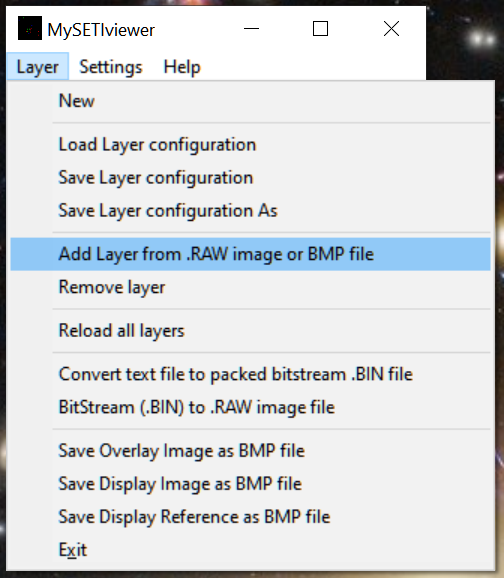 MySETIviewer
Layer Settings Help
New
Load Layer configuration
Save Layer configuration
Save Layer configuration As
Add Layer from .RAW image or BMP file
Remove layer
Reload all layers
Convert text file to packed bitstream .BIN file
BitStream (.BIN) to .RAW image file
Save Overlay Image as BMP file
Save Display Image as BMP file
Save Display Reference as BMP file
Exit